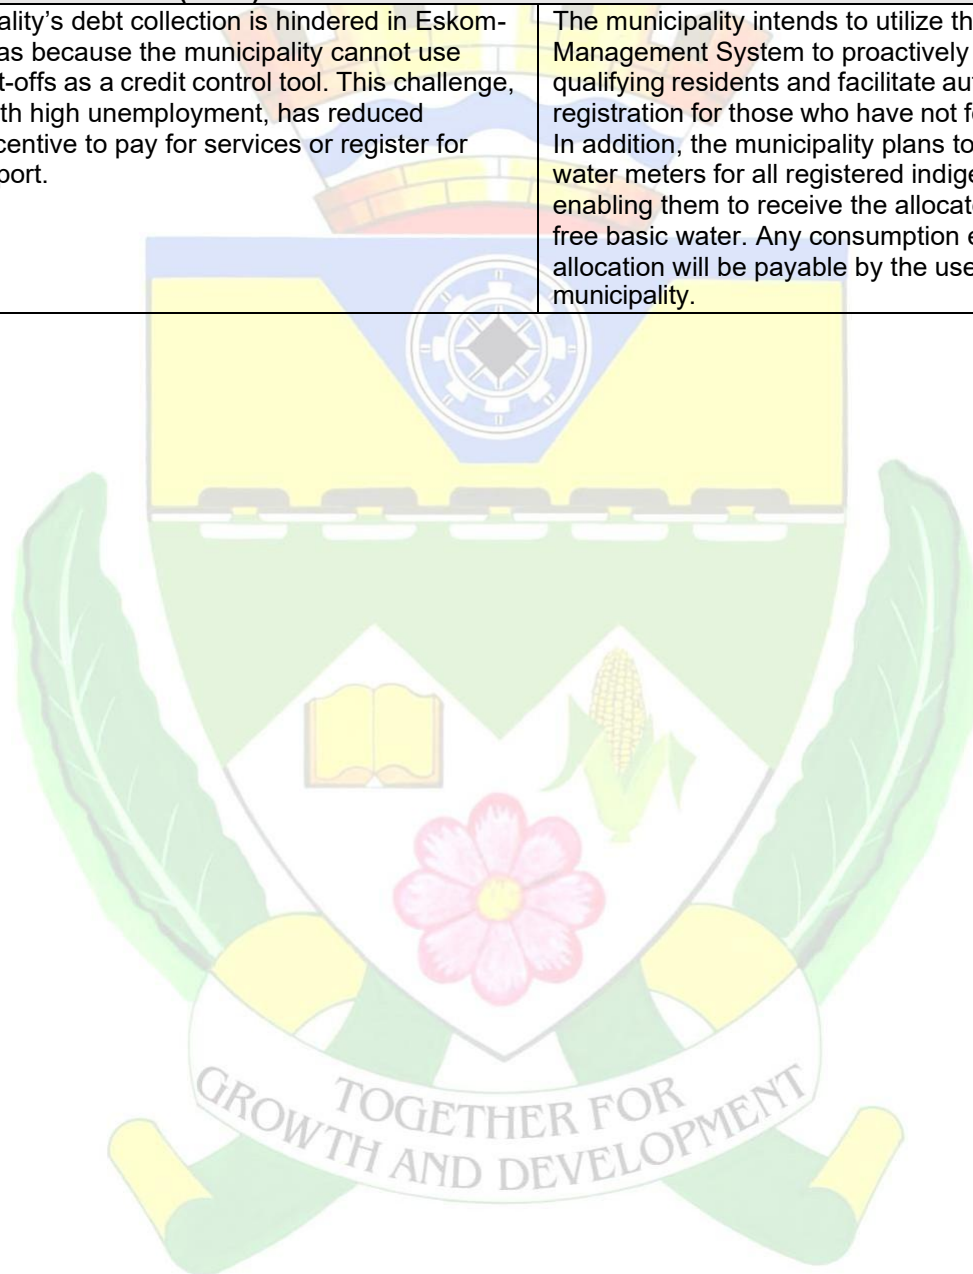 ality’s debt collection is hindered in Eskom-
as because the municipality cannot use
t-offs as a credit control tool. This challenge,
th high unemployment, has reduced
centive to pay for services or register for
port.
The municipality intends to utilize th
Management System to proactively
qualifying residents and facilitate au
registration for those who have not f
In addition, the municipality plans to
water meters for all registered indige
enabling them to receive the allocat
free basic water. Any consumption e
allocation will be payable by the use
municipality.
TOGETHER FOR
GROWTH AND DEVELOPMENT